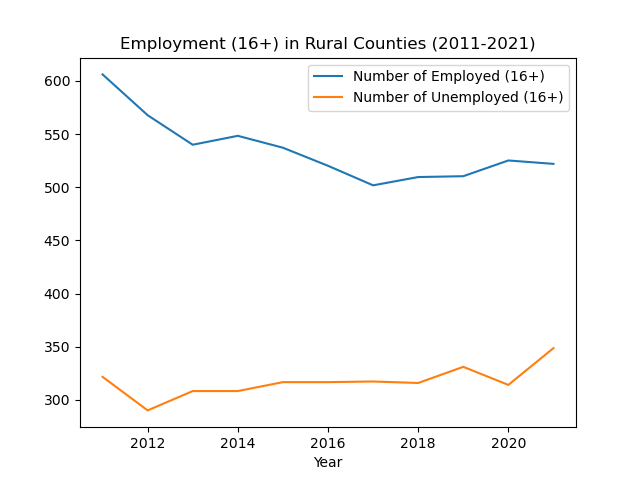 Employment (16+) in Rural Counties (2011-2021)
Number of Employed (16+)
Number of Unemployed (16+)
600
550
500
450
400
350
300
2012 2014 2016 2018 2020
Year